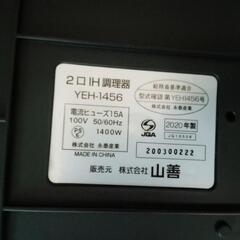 2口IH調理器
YEH-1456
電流ヒューズ15A
100V 50/60Hz
1400W
PSE
株式会社 永泰産業
MADE IN CHINA
総務省基準適合
型式確認 第YEH-1456号
株式会社 永泰産業
JQA
2020年製
200300222
販売元 株式会社 山善